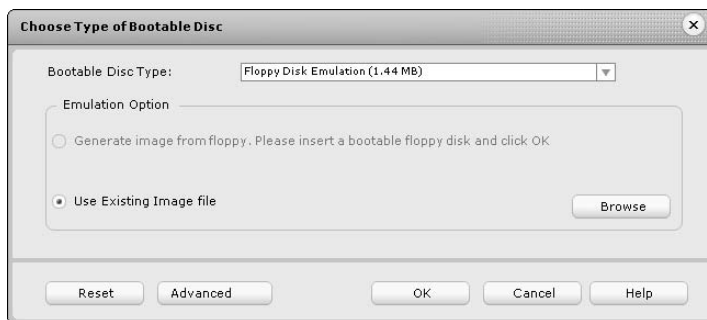 Choose Type of Bootable Disc
Bootable Disc Type:
Floppy Disk Emulation (1.44 MB)
Emulation Option
Generate image from floppy. Please insert a bootable floppy disk and click OK
Use Existing Image file
Browse
Reset
Advanced
OK
Cancel
Help